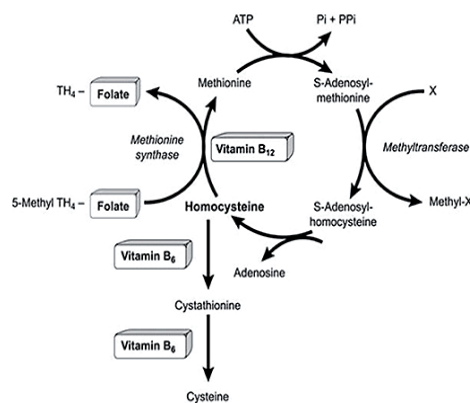 ATP
Pi + PPi
Methionine
S-Adenosyl-
methionine
TH₄ – Folate
X
Methionine
synthase
Vitamin B₁₂
Methyltransferase
5-Methyl TH₄ – Folate
Homocysteine
S-Adenosyl-
homocysteine
Methyl-X
Vitamin B₆
Adenosine
Cystathionine
Vitamin B₆
Cysteine